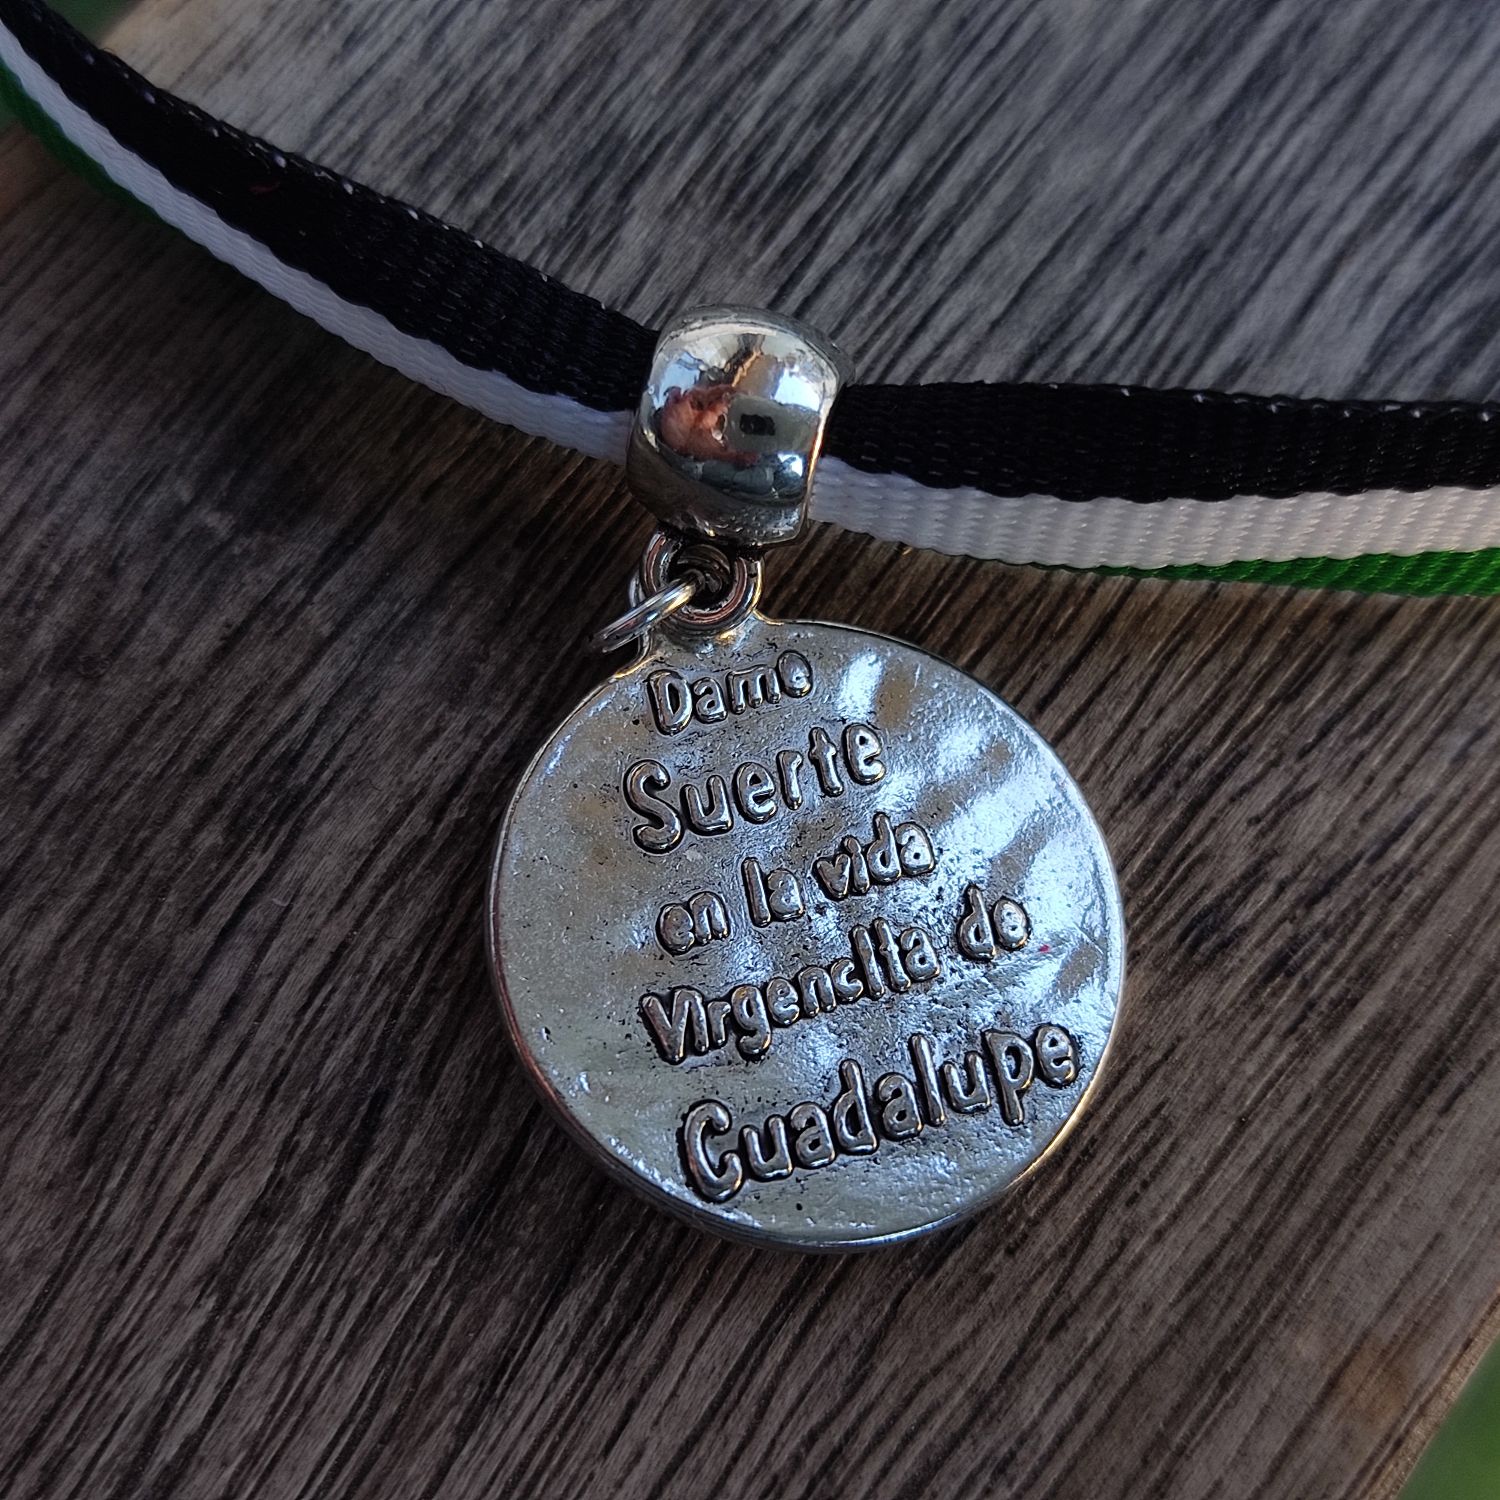 Dame
Suerte
en la vida
Virgencita de
Guadalupe